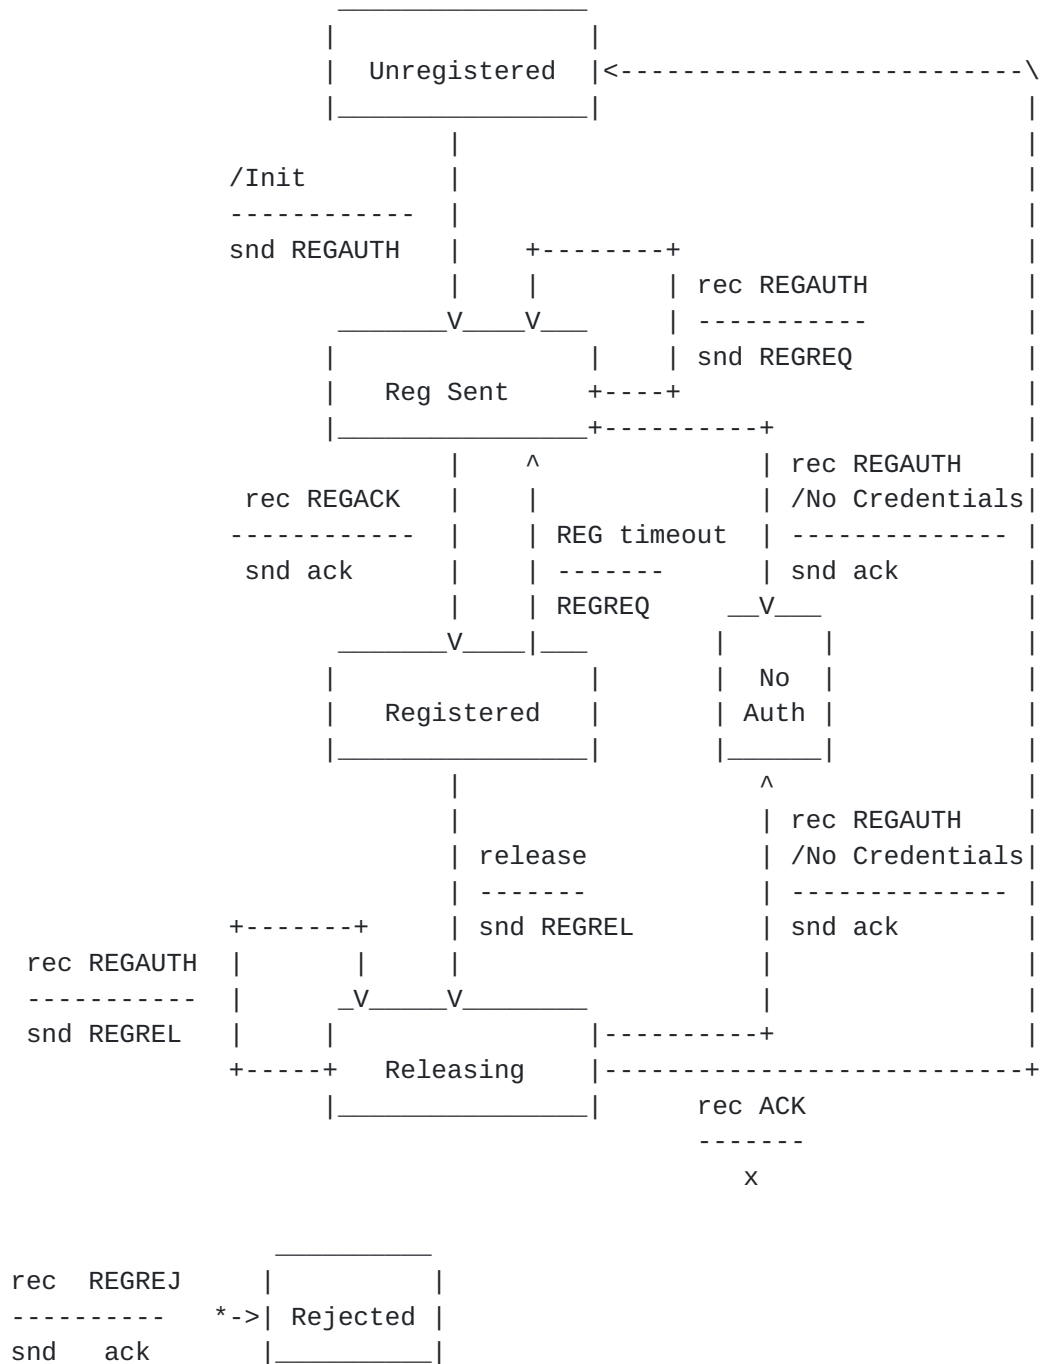 Unregistered
/Init
snd REGAUTH
rec REGAUTH
snd REGREQ
Reg Sent
rec REGAUTH
rec REGACK /No Credentials
REG timeout
snd ack snd ack
REGREQ
No
Registered Auth
rec REGAUTH
release /No Credentials
snd REGREL snd ack
rec REGAUTH
snd REGREL
Releasing
rec ACK
x
rec REGREJ
*-> Rejected
snd ack